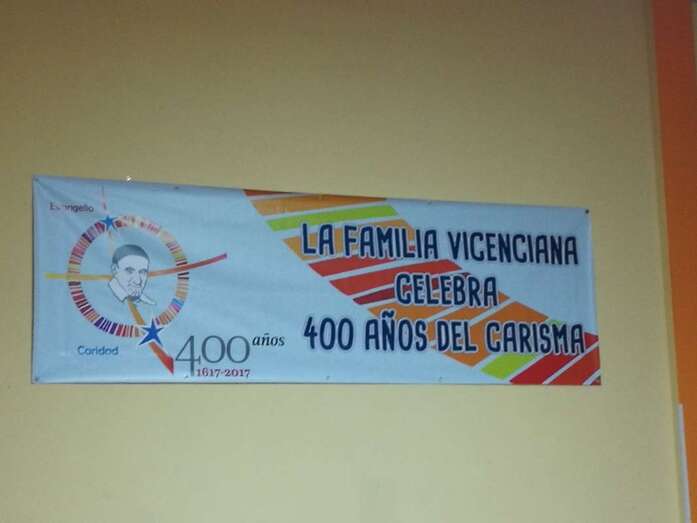 Evangelio
Caridad
400 años
1617-2017
LA FAMILIA VICENCIANA
CELEBRA
400 AÑOS DEL CARISMA